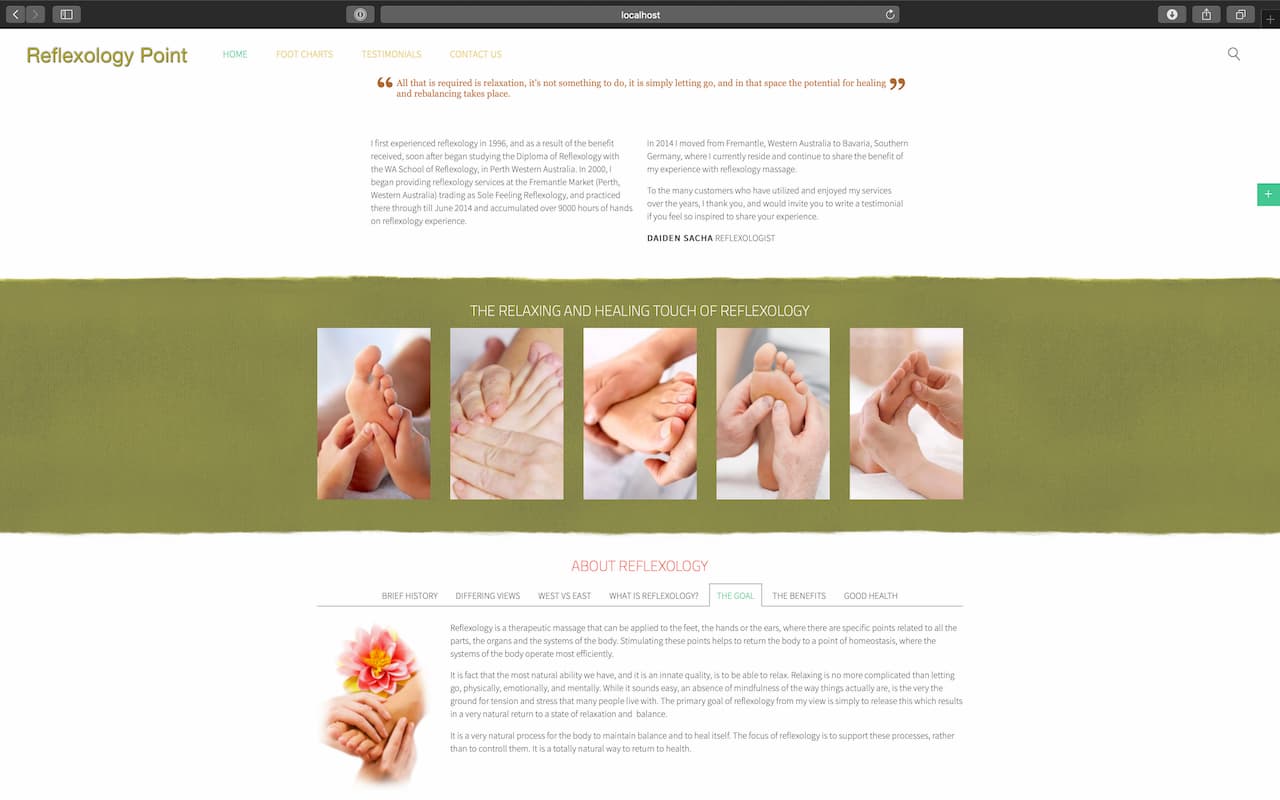 localhost
Reflexology Point
HOME
FOOT CHARTS
TESTIMONIALS
CONTACT US
❝ All that is required is relaxation, it's not something to do, it is simply letting go, and in that space the potential for healing ❞
and rebalancing takes place.
I first experienced reflexology in 1996, and as a result of the benefit
received, soon after began studying the Diploma of Reflexology with
the WA School of Reflexology, in Perth Western Australia. In 2000, I
began providing reflexology services at the Fremantle Market (Perth,
Western Australia) trading as Sole Feeling Reflexology, and practiced
there through till June 2014 and accumulated over 9000 hours of hands
on reflexology experience.
In 2014 I moved from Fremantle, Western Australia to Bavaria, Southern
Germany, where I currently reside and continue to share the benefit of
my experience with reflexology massage.
To the many customers who have utilized and enjoyed my services
over the years, I thank you, and would invite you to write a testimonial
if you feel so inspired to share your experience.
DAIDEN SACHA REFLEXOLOGIST
+
THE RELAXING AND HEALING TOUCH OF REFLEXOLOGY
ABOUT REFLEXOLOGY
BRIEF HISTORY
DIFFERING VIEWS
WEST VS EAST
WHAT IS REFLEXOLOGY?
THE GOAL
THE BENEFITS
GOOD HEALTH
Reflexology is a therapeutic massage that can be applied to the feet, the hands or the ears, where there are specific points related to all the
parts, the organs and the systems of the body. Stimulating these points helps to return the body to a point of homeostasis, where the
systems of the body operate most efficiently.
It is fact that the most natural ability we have, and it is an innate quality, is to be able to relax. Relaxing is no more complicated than letting
go, physically, emotionally, and mentally. While it sounds easy, an absence of mindfulness of the way things actually are, is the very the
ground for tension and stress that many people live with. The primary goal of reflexology from my view is simply to release this which results
in a very natural return to a state of relaxation and balance.
It is a very natural process for the body to maintain balance and to heal itself. The focus of reflexology is to support these processes, rather
than to controll them. It is a totally natural way to return to health.